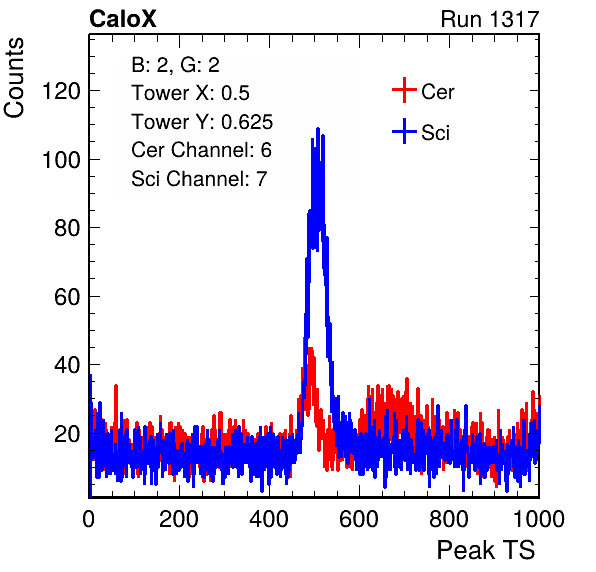 CaloX Run 1317
Counts
B: 2, G: 2
Tower X: 0.5
Tower Y: 0.625
Cer Channel: 6
Sci Channel: 7
Cer
Sci
120
100
80
60
40
20
0 200 400 600 800 1000
Peak TS